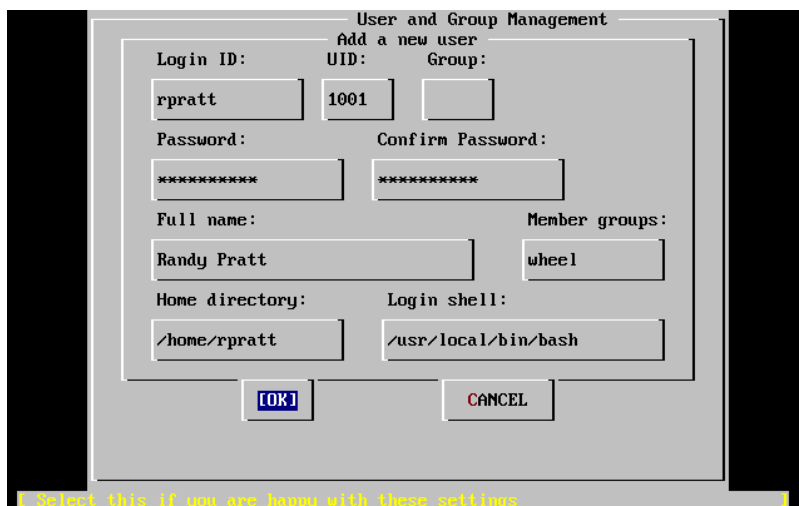 User and Group Management
Add a new user
Login ID: UID: Group:
rpratt 1001
Password: Confirm Password:
********** **********
Full name: Member groups:
Randy Pratt wheel
Home directory: Login shell:
/home/rpratt /usr/local/bin/bash
[OK] CANCEL
[ Select this if you are happy with these settings ]